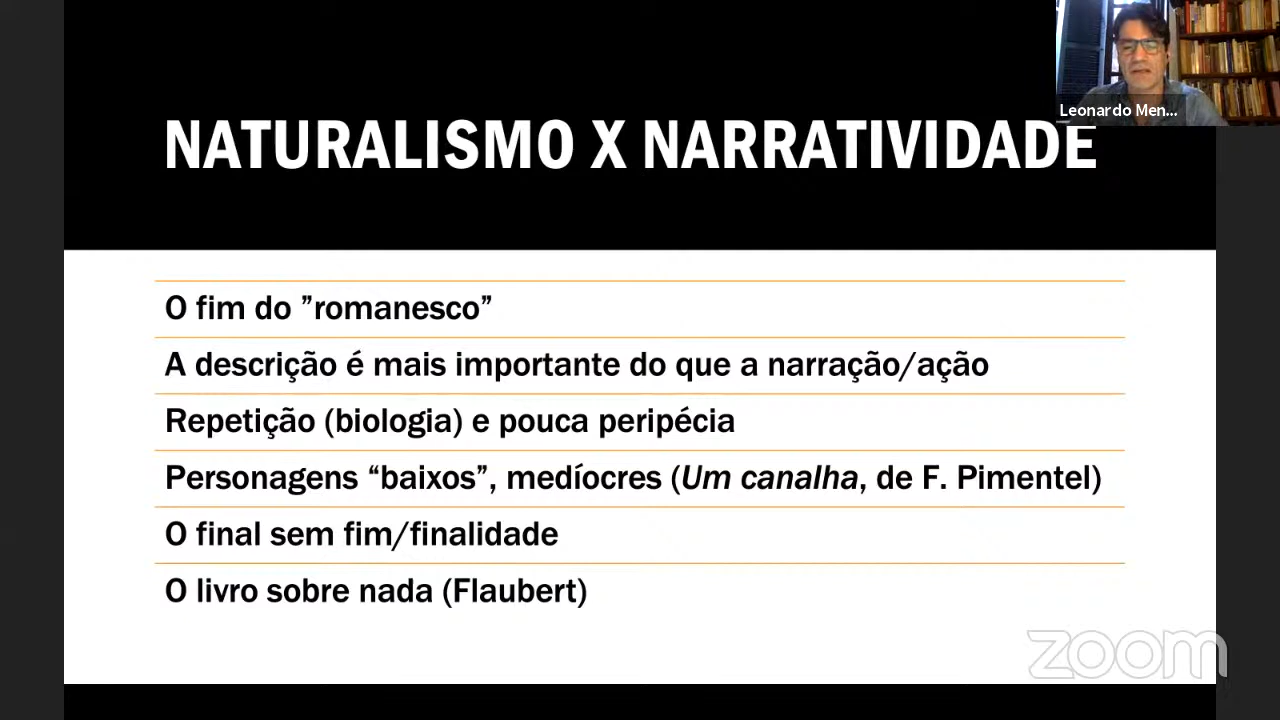 Leonardo Men...
NATURALISMO X NARRATIVIDADE
O fim do ”romanesco”
A descrição é mais importante do que a narração/ação
Repetição (biologia) e pouca peripécia
Personagens “baixos”, medíocres (Um canalha, de F. Pimentel)
O final sem fim/finalidade
O livro sobre nada (Flaubert)
zoom